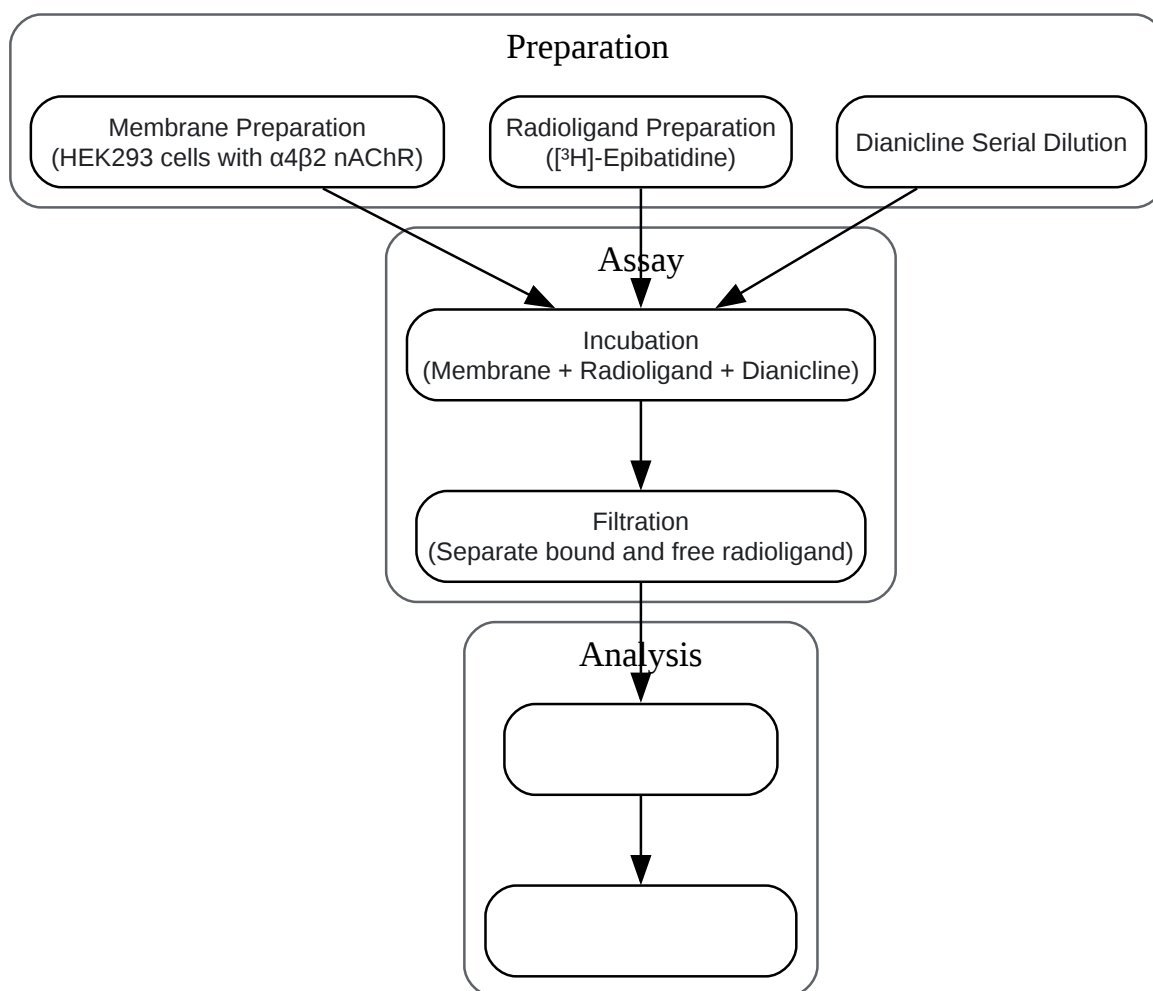 Preparation
Membrane Preparation
(HEK293 cells with α4β2 nAChR)
Radioligand Preparation
([³H]-Epibatidine)
Dianicline Serial Dilution
Assay
Incubation
(Membrane + Radioligand + Dianicline)
Filtration
(Separate bound and free radioligand)
Analysis